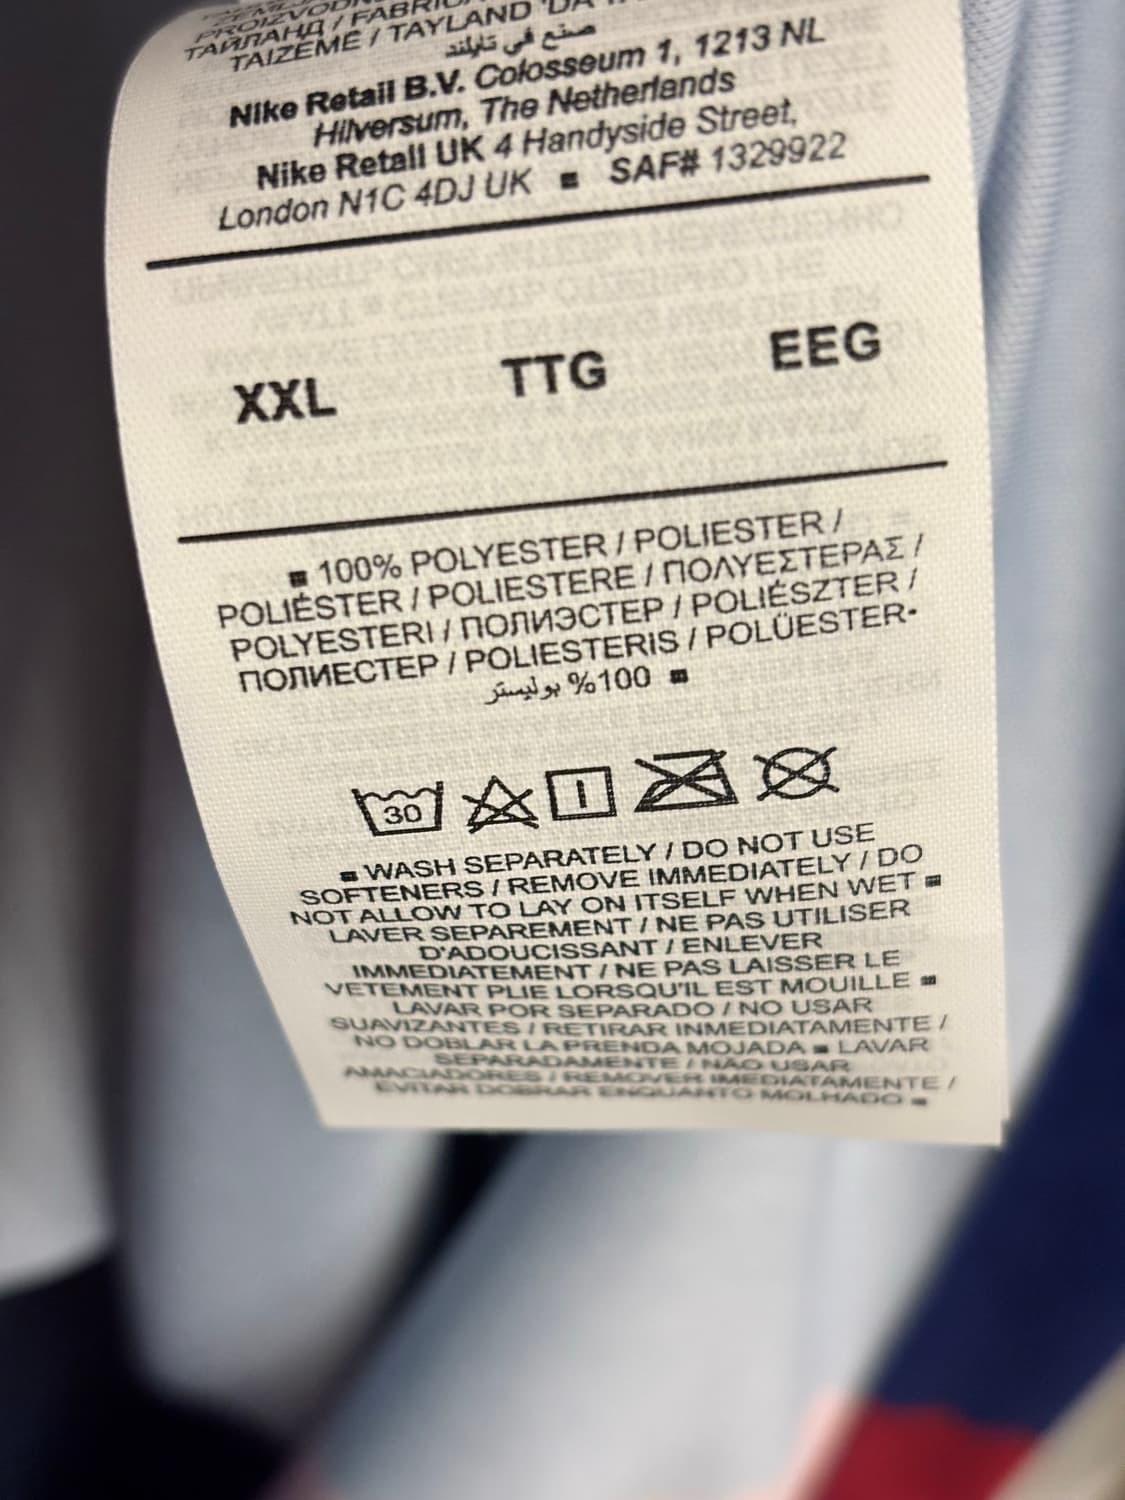 PROIZVODN
ТАЙЛАНД / FABRI
TAIZEME / TAYLAND 'DA
صنع في تايلند
Nike Retail B.V. Colosseum 1, 1213 NL
Hilversum, The Netherlands
Nike Retail UK 4 Handyside Street,
London N1C 4DJ UK ■ SAF# 1329922
XXL TTG EEG
■ 100% POLYESTER / POLIESTER /
POLIÉSTER / POLIESTERE / ΠΟΛΥΕΣΤΕΡΑΣ /
POLYESTERI / ПОЛИЭСТЕР / POLIÉSZTER /
ПОЛИЕСТЕР / POLIESTERIS / POLÜESTER·
100% بوليستر ■
30
■ WASH SEPARATELY / DO NOT USE
SOFTENERS / REMOVE IMMEDIATELY / DO
NOT ALLOW TO LAY ON ITSELF WHEN WET ■
LAVER SEPAREMENT / NE PAS UTILISER
D'ADOUCISSANT / ENLEVER
IMMEDIATEMENT / NE PAS LAISSER LE
VETEMENT PLIE LORSQU'IL EST MOUILLE ■
LAVAR POR SEPARADO / NO USAR
SUAVIZANTES / RETIRAR INMEDIATAMENTE /
NO DOBLAR LA PRENDA MOJADA ■ LAVAR
SEPARADAMENTE / NÃO USAR
AMACIADORES / REMOVER IMEDIATAMENTE /
EVITAR DOBRAR ENQUANTO MOLHADO ■